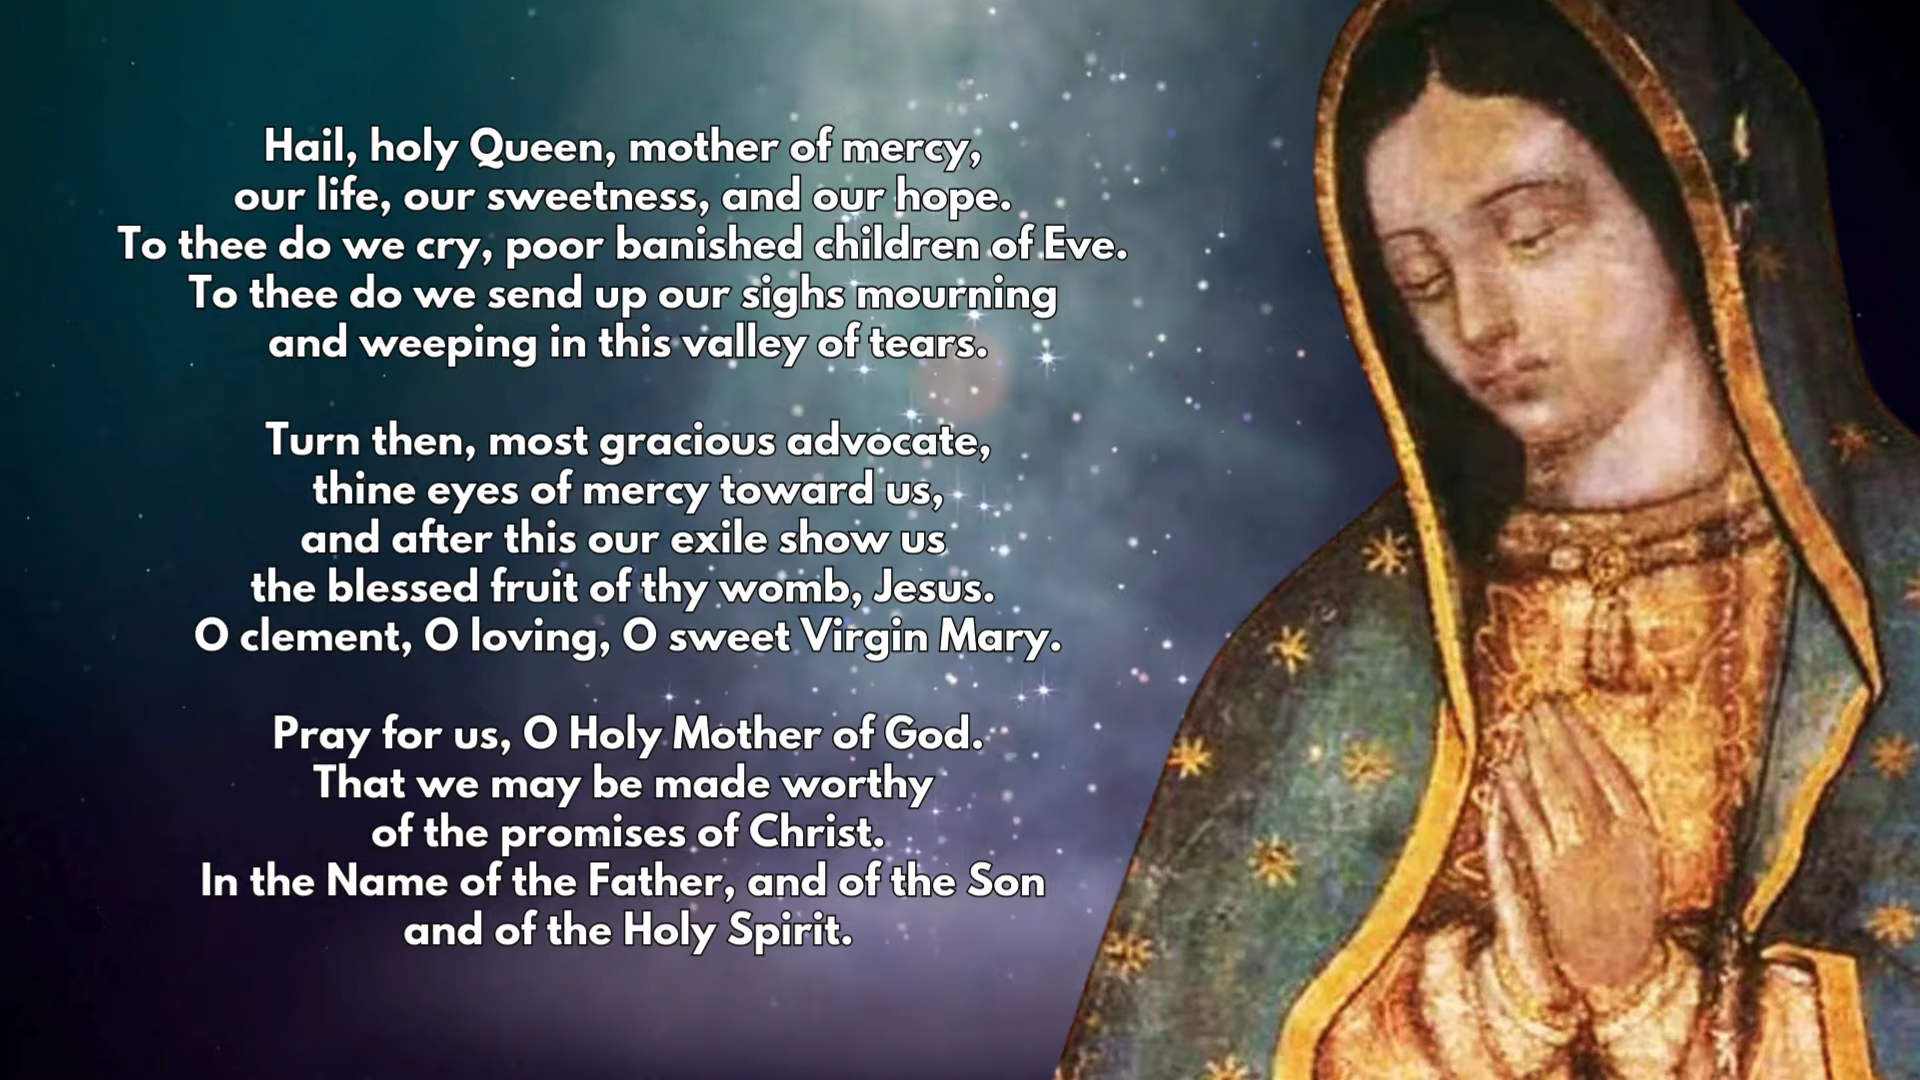 Hail, holy Queen, mother of mercy,
our life, our sweetness, and our hope.
To thee do we cry, poor banished children of Eve.
To thee do we send up our sighs mourning
and weeping in this valley of tears.
Turn then, most gracious advocate,
thine eyes of mercy toward us,
and after this our exile show us
the blessed fruit of thy womb, Jesus.
O clement, O loving, O sweet Virgin Mary.
Pray for us, O Holy Mother of God.
That we may be made worthy
of the promises of Christ.
In the Name of the Father, and of the Son
and of the Holy Spirit.